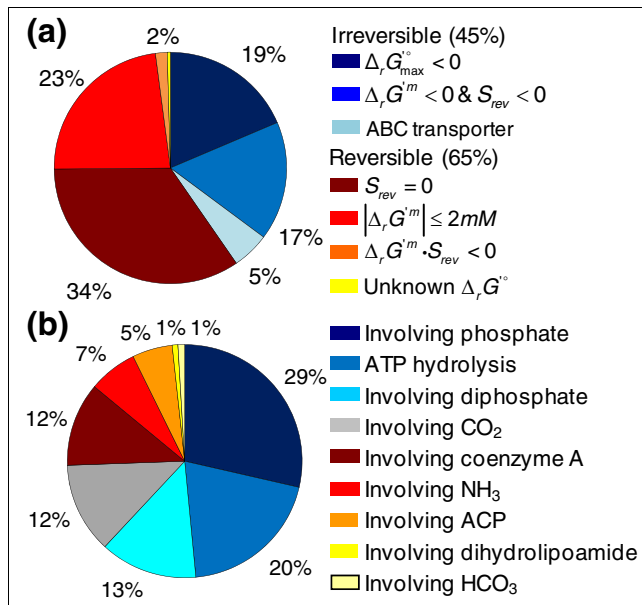 (a)
2%
19%
23%
17%
5%
34%
Irreversible (45%)
Δ_rG'°_max < 0
Δ_rG'^m < 0 & S_rev < 0
ABC transporter
Reversible (65%)
S_rev = 0
|Δ_rG'^m| ≤ 2mM
Δ_rG'^m · S_rev < 0
Unknown Δ_rG'°
(b)
5%
1%
1%
7%
29%
12%
12%
13%
20%
Involving phosphate
ATP hydrolysis
Involving diphosphate
Involving CO₂
Involving coenzyme A
Involving NH₃
Involving ACP
Involving dihydrolipoamide
Involving HCO₃